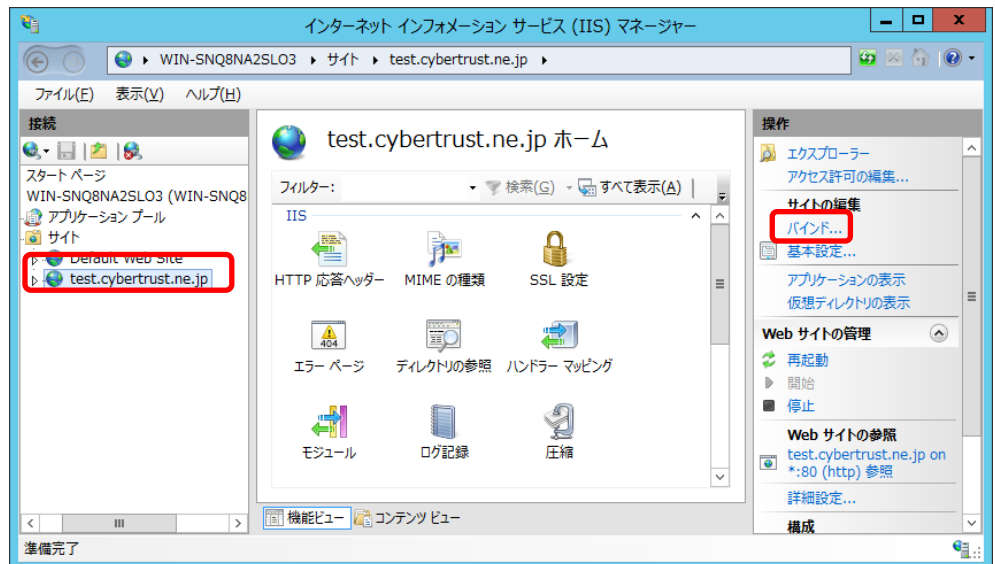 インターネット インフォメーション サービス (IIS) マネージャー
WIN-SNQ8NA2SLO3 ▸ サイト ▸ test.cybertrust.ne.jp ▸
ファイル(F) 表示(V) ヘルプ(H)
接続
スタート ページ
WIN-SNQ8NA2SLO3 (WIN-SNQ8
アプリケーション プール
サイト
Default Web Site
test.cybertrust.ne.jp
test.cybertrust.ne.jp ホーム
フィルター: 検索(G) すべて表示(A)
IIS
HTTP 応答ヘッダー MIME の種類 SSL 設定
404
エラー ページ ディレクトリの参照 ハンドラー マッピング
モジュール ログ記録 圧縮
機能ビュー コンテンツ ビュー
操作
エクスプローラー
アクセス許可の編集...
サイトの編集
バインド...
基本設定...
アプリケーションの表示
仮想ディレクトリの表示
Web サイトの管理
再起動
開始
停止
Web サイトの参照
test.cybertrust.ne.jp on
*:80 (http) 参照
詳細設定...
構成
準備完了